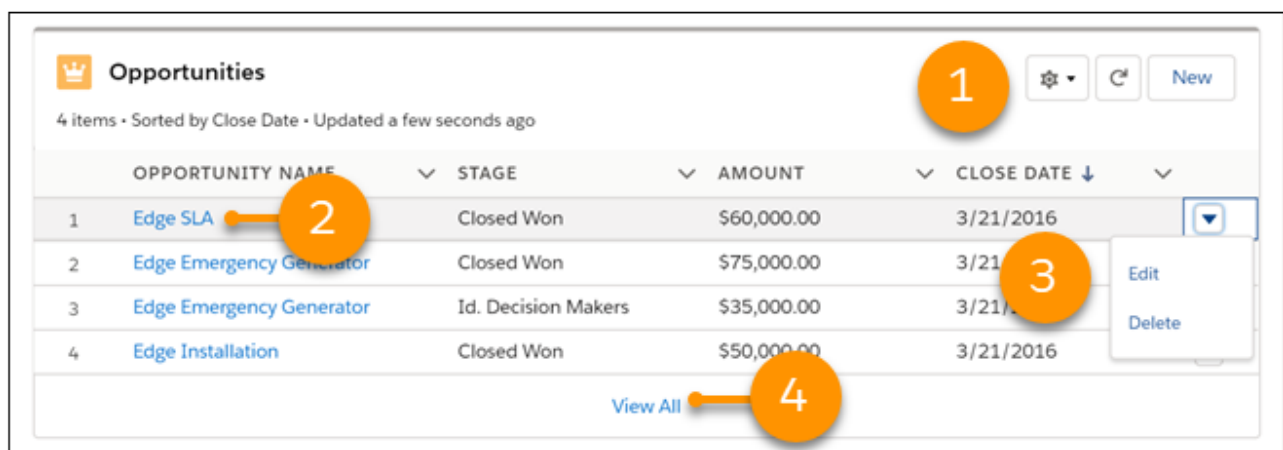 Opportunities
1
New
4 items • Sorted by Close Date • Updated a few seconds ago
OPPORTUNITY NAME STAGE AMOUNT CLOSE DATE
1 Edge SLA 2 Closed Won $60,000.00 3/21/2016
2 Edge Emergency Generator Closed Won $75,000.00 3/21
3 Edit
3 Edge Emergency Generator Id. Decision Makers $35,000.00 3/21/
Delete
4 Edge Installation Closed Won $50,000.00 3/21/2016
View All 4